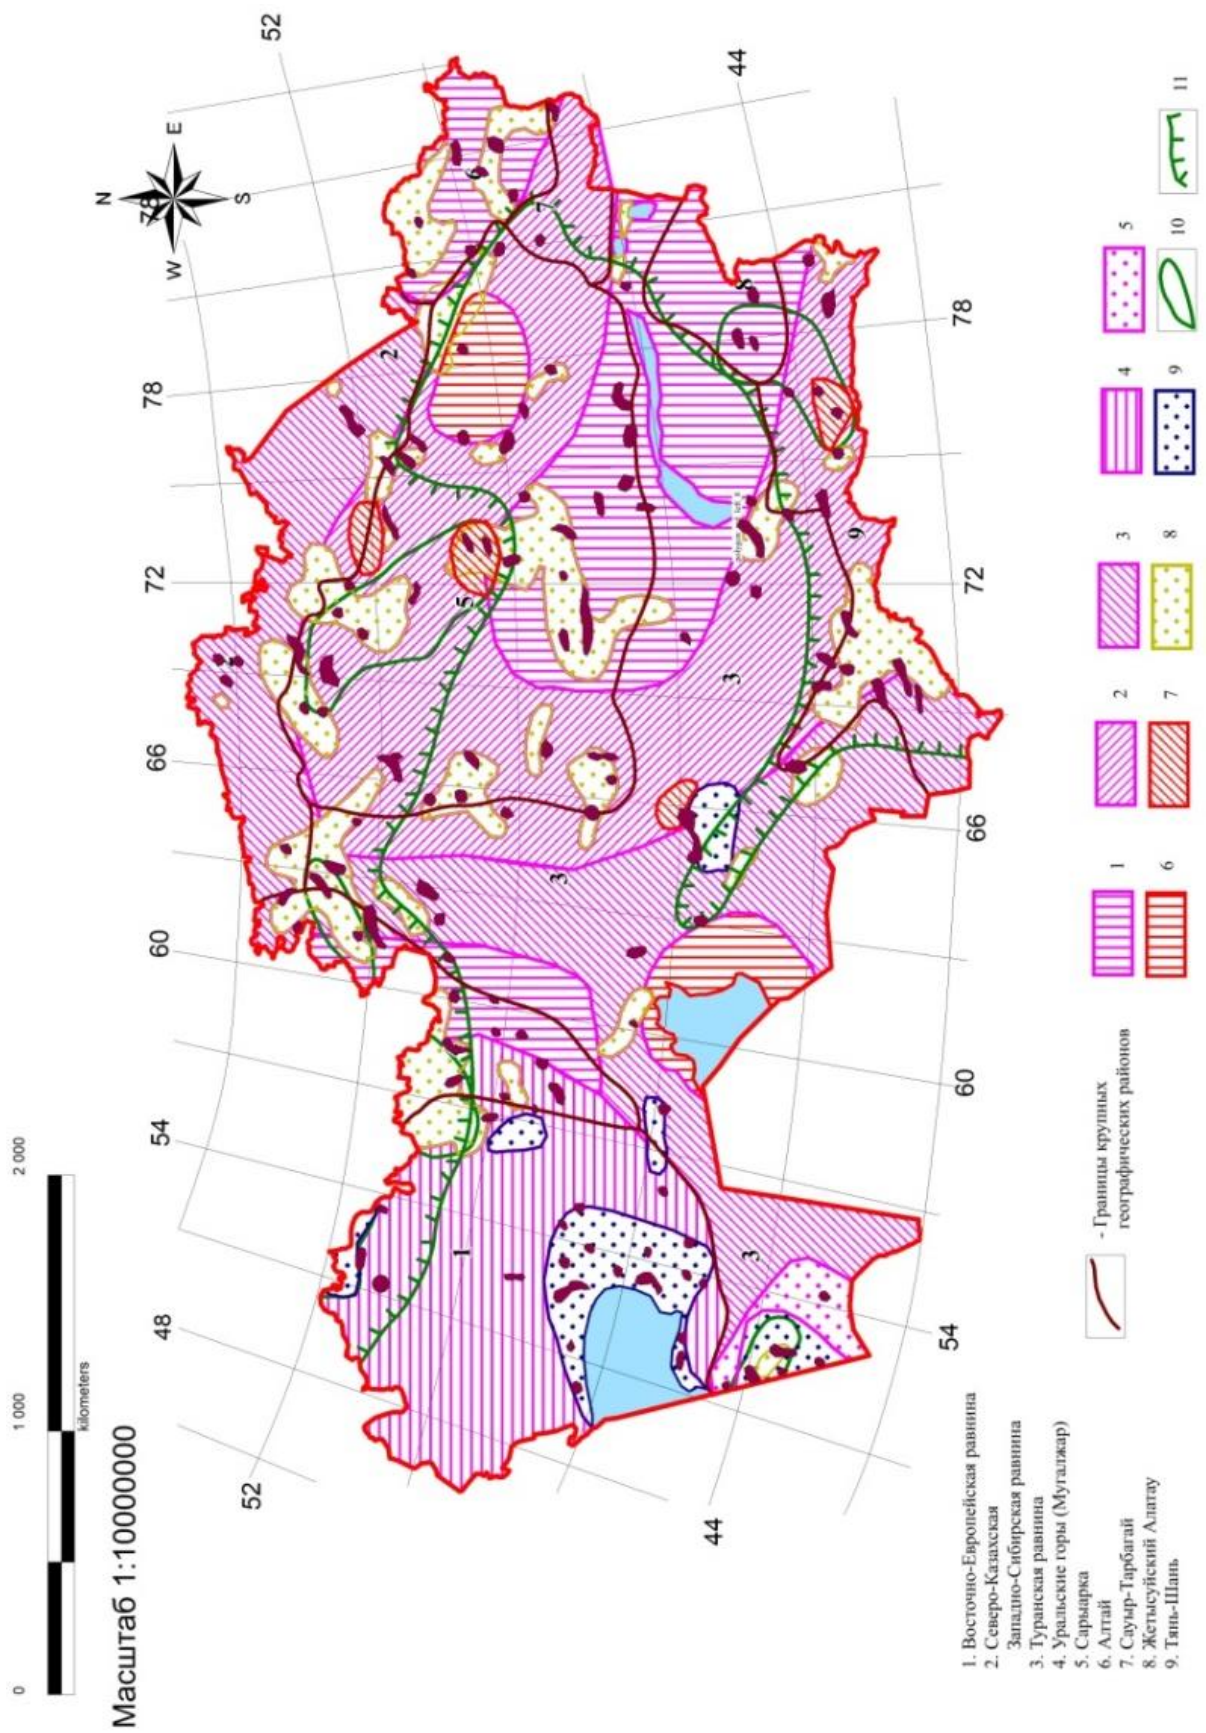 0
1 000
2 000
kilometers
Масштаб 1:10000000
N
W
E
S
78
52
48
54
60
66
72
78
52
44
44
54
60
66
72
78
1
2
3
3
3
5
6
7
8
9
1. Восточно-Европейская равнина
2. Северо-Казахская
Западно-Сибирская равнина
3. Туранская равнина
4. Уральские горы (Мугалжар)
5. Сарыарка
6. Алтай
7. Сауыр-Тарбагай
8. Жетысуйский Алатау
9. Тянь-Шань
- Границы крупных
географических районов
1
2
3
4
5
6
7
8
9
10
11